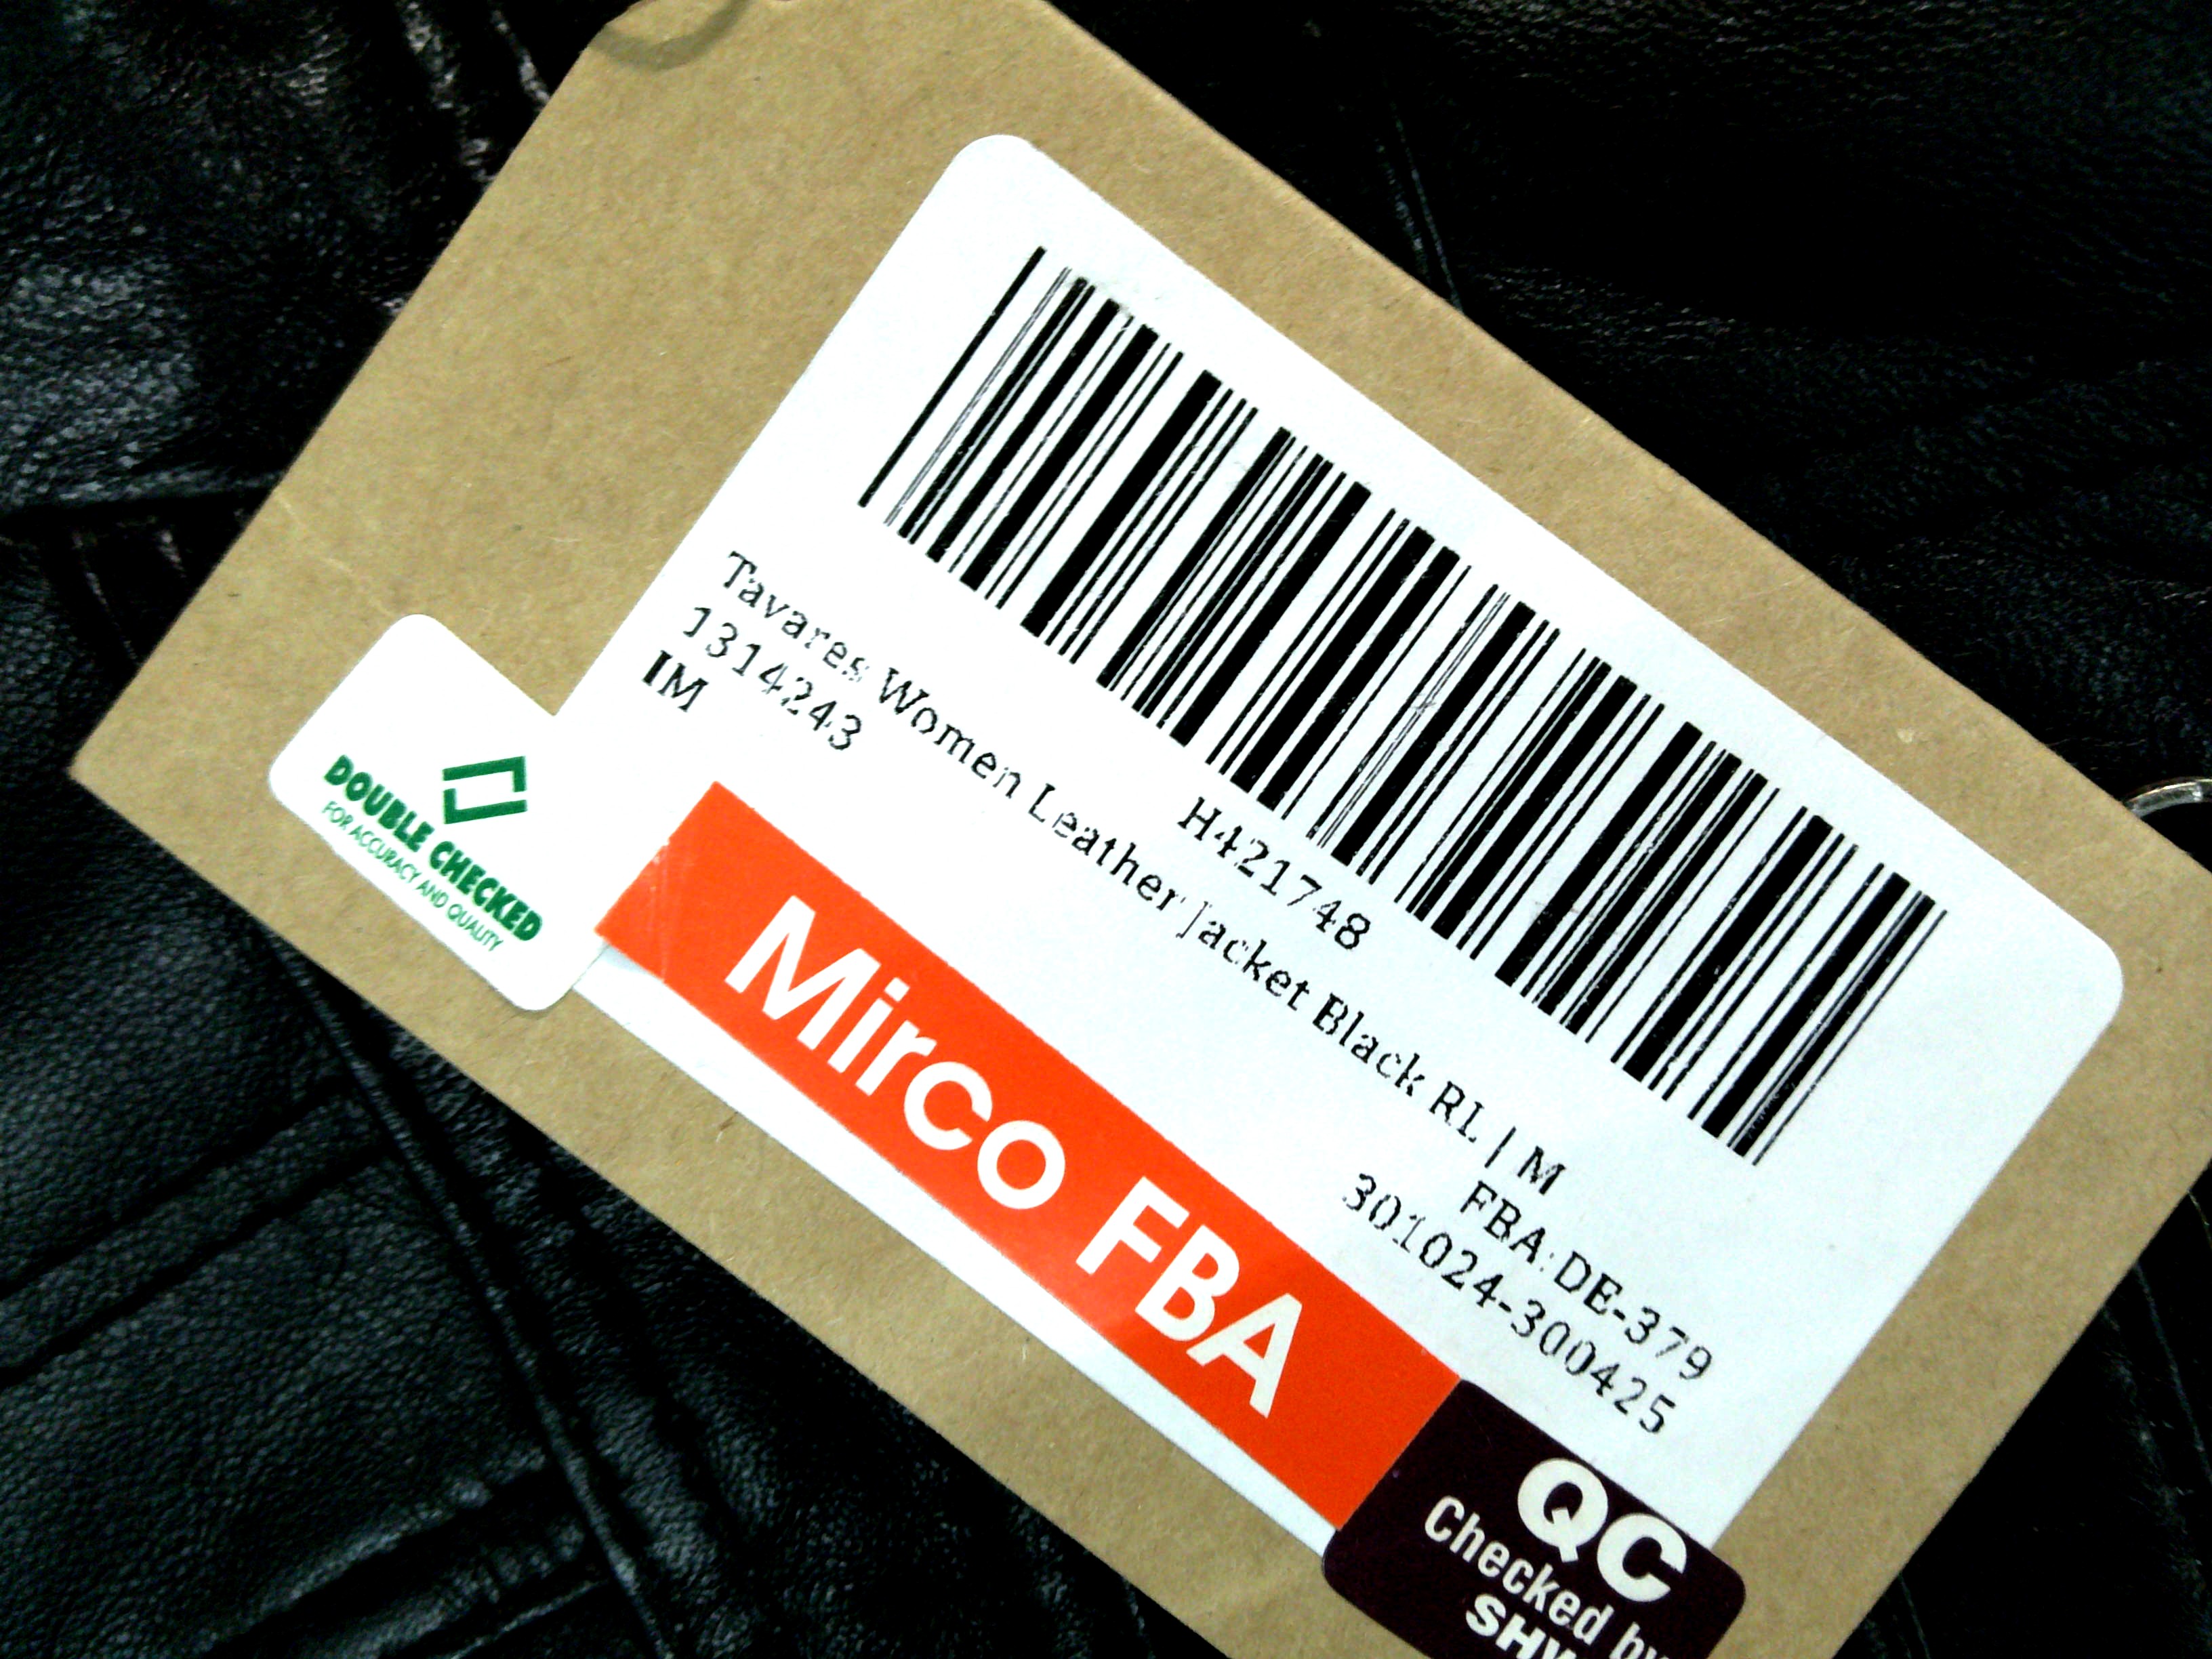 H421748
Tavares Women Leather Jacket Black RL | M
1314243
FBA:DE-379
IM
301024-300425
Mirco FBA
DOUBLE CHECKED
FOR ACCURACY AND QUALITY
QC
Checked by